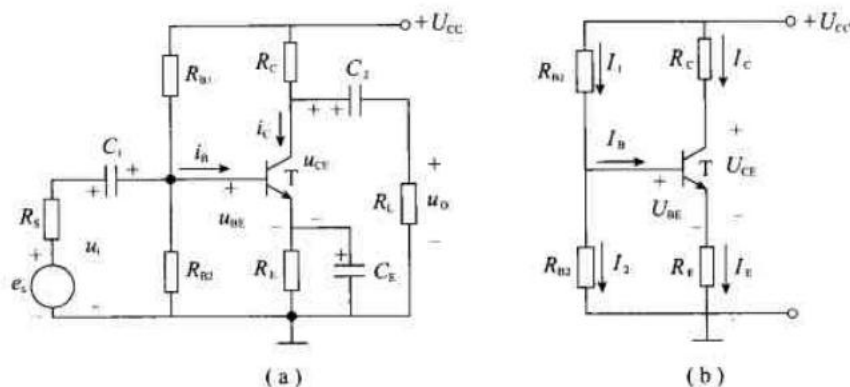 +U_CC
R_B1
R_C
C_2
C_1
i_B
i_C
u_CE
T
R_S
u_i
u_BE
R_L
u_O
e_s
R_B2
R_E
C_E
(a)
+U_CC
R_B1
I_1
R_C
I_C
I_B
T
U_CE
U_BE
R_B2
I_2
R_E
I_E
(b)